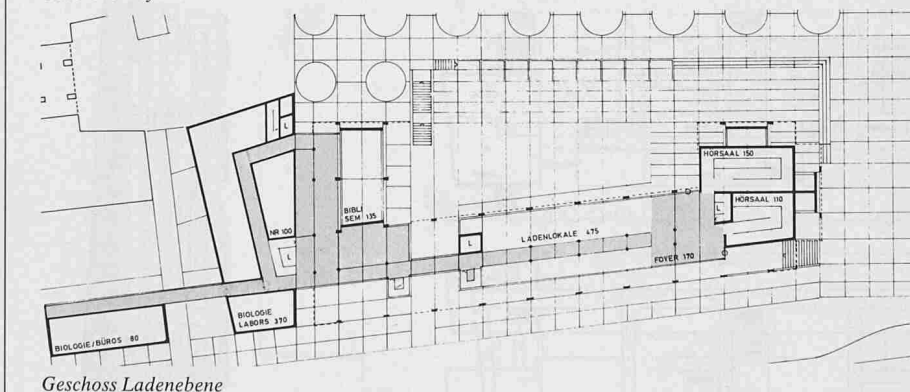 HÖRSAAL 150
L
BIBLI
SEM 135
L
HÖRSAAL 110
NR 100
L
LADENLOKALE 475
L
FOYER 170
BIOLOGIE
LABORS 370
BIOLOGIE/BÜROS 80
Geschoss Ladenebene